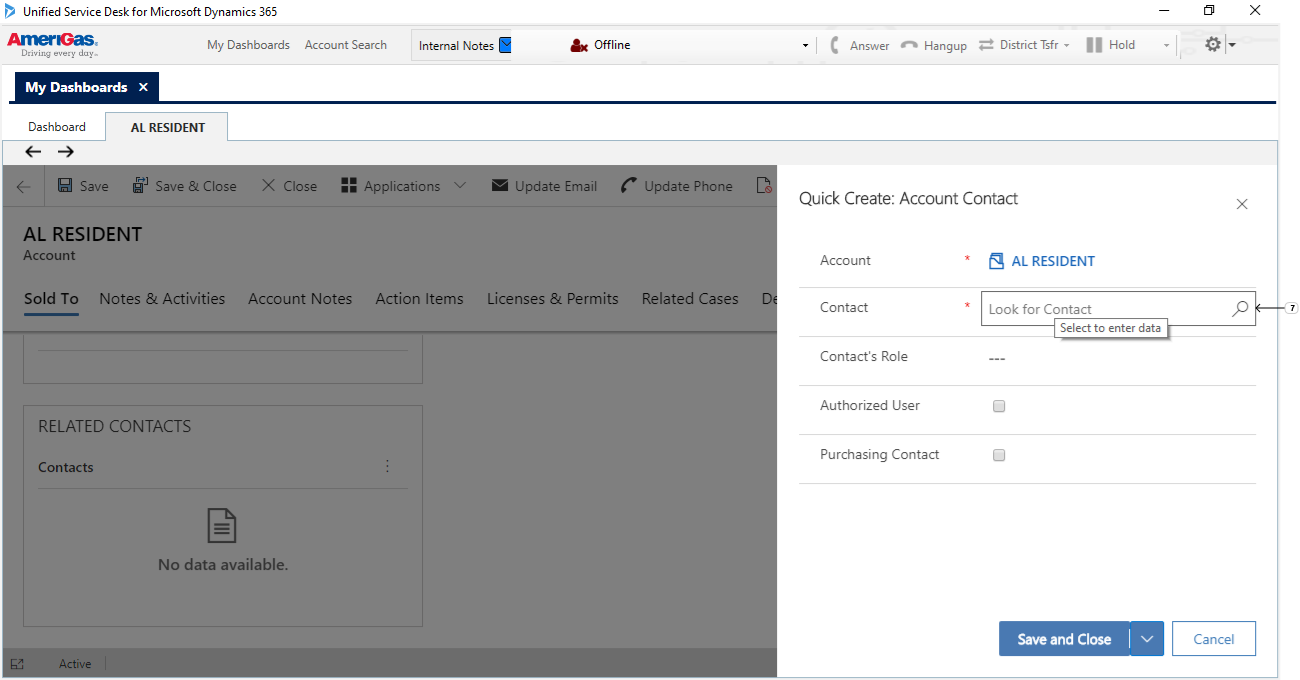 Unified Service Desk for Microsoft Dynamics 365
AmeriGas
Driving every day...
My Dashboards Account Search Internal Notes Offline Answer Hangup District Tsfr Hold
My Dashboards
Dashboard AL RESIDENT
Save Save & Close Close Applications Update Email Update Phone
AL RESIDENT
Account
Sold To Notes & Activities Account Notes Action Items Licenses & Permits Related Cases De
RELATED CONTACTS
Contacts
No data available.
Active
Quick Create: Account Contact
Account * AL RESIDENT
Contact * Look for Contact 7
Select to enter data
Contact's Role ---
Authorized User
Purchasing Contact
Save and Close Cancel